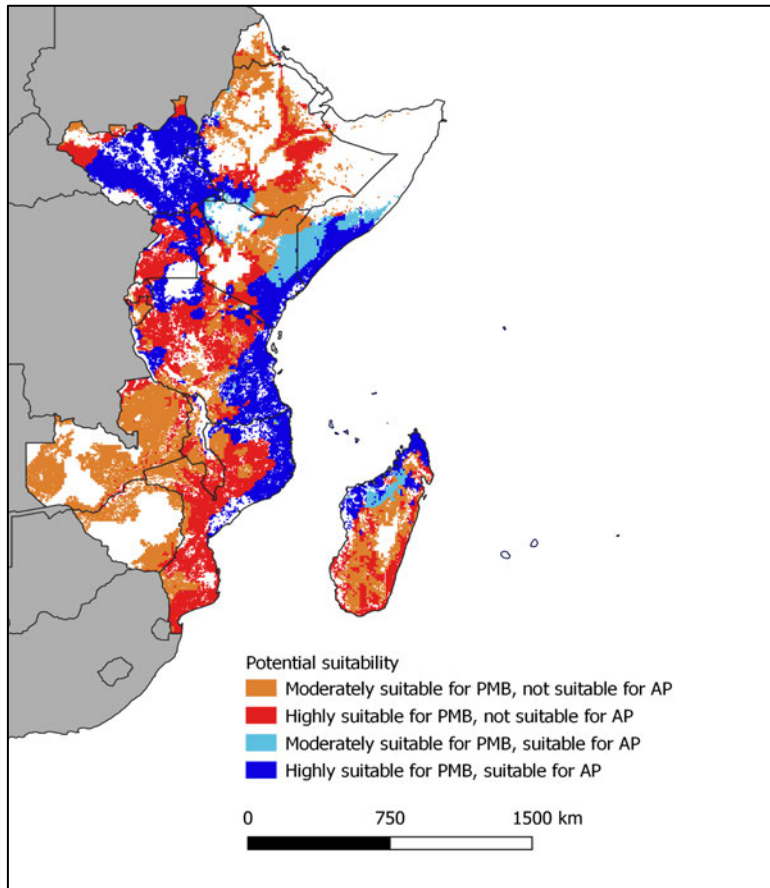 Potential suitability
Moderately suitable for PMB, not suitable for AP
Highly suitable for PMB, not suitable for AP
Moderately suitable for PMB, suitable for AP
Highly suitable for PMB, suitable for AP
0 750 1500 km